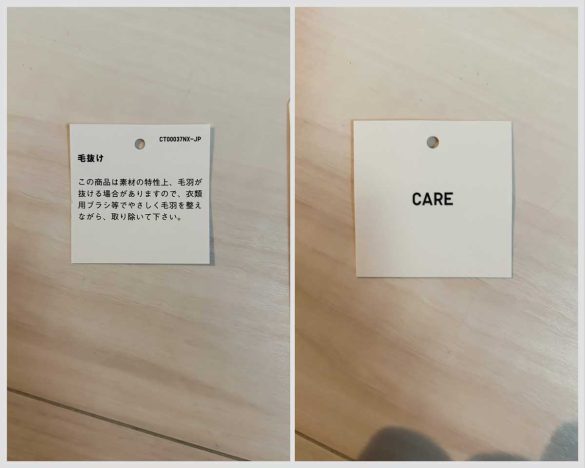 CT00037NX-JP
毛抜け
この商品は素材の特性上、毛羽が
抜ける場合がありますので、衣類
用ブラシ等でやさしく毛羽を整え
ながら、取り除いて下さい。
CARE